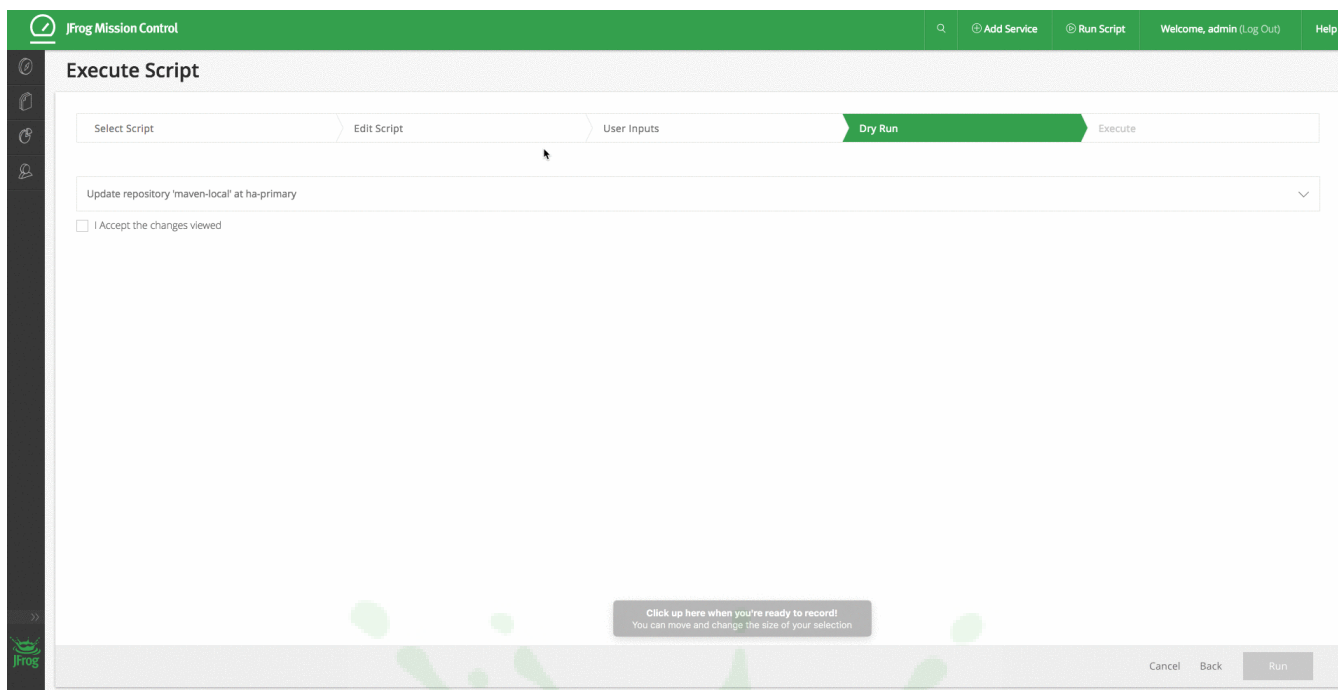 JFrog Mission Control
Add Service
Run Script
Welcome, admin (Log Out)
Help
Execute Script
Select Script
Edit Script
User Inputs
Dry Run
Execute
Update repository 'maven-local' at ha-primary
I Accept the changes viewed
Click up here when you're ready to record!
You can move and change the size of your selection
JFrog
Cancel
Back
Run